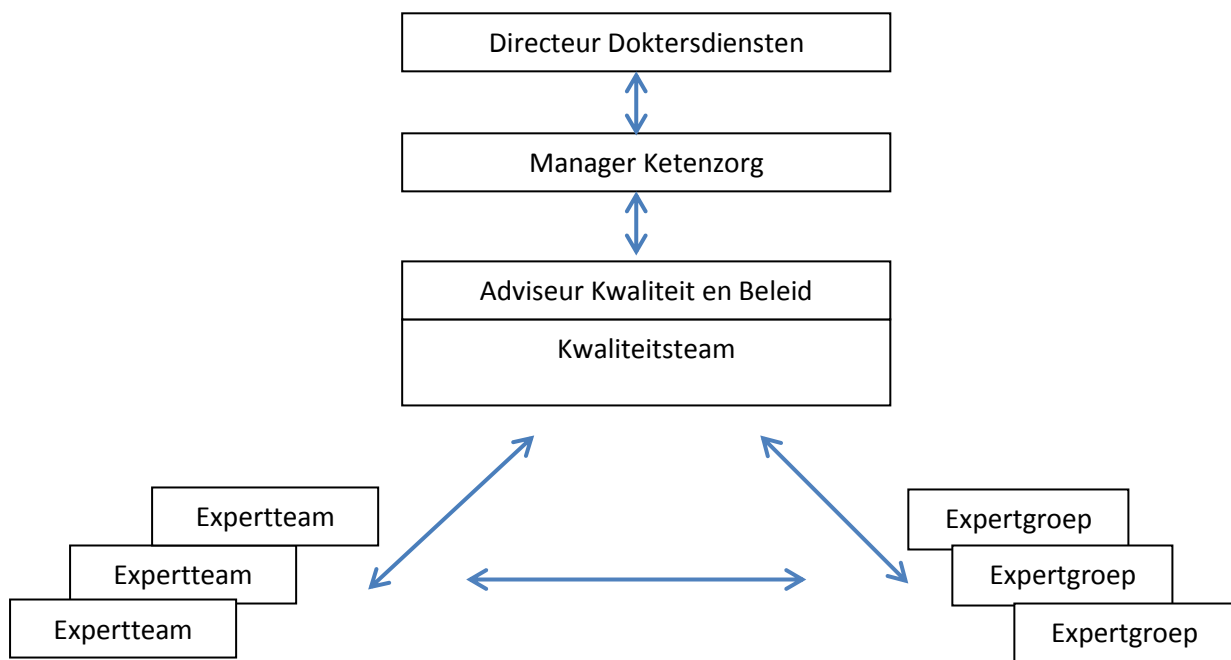 Directeur Doktersdiensten
Manager Ketenzorg
Adviseur Kwaliteit en Beleid
Kwaliteitsteam
Expertteam
Expertteam
Expertteam
Expertgroep
Expertgroep
Expertgroep